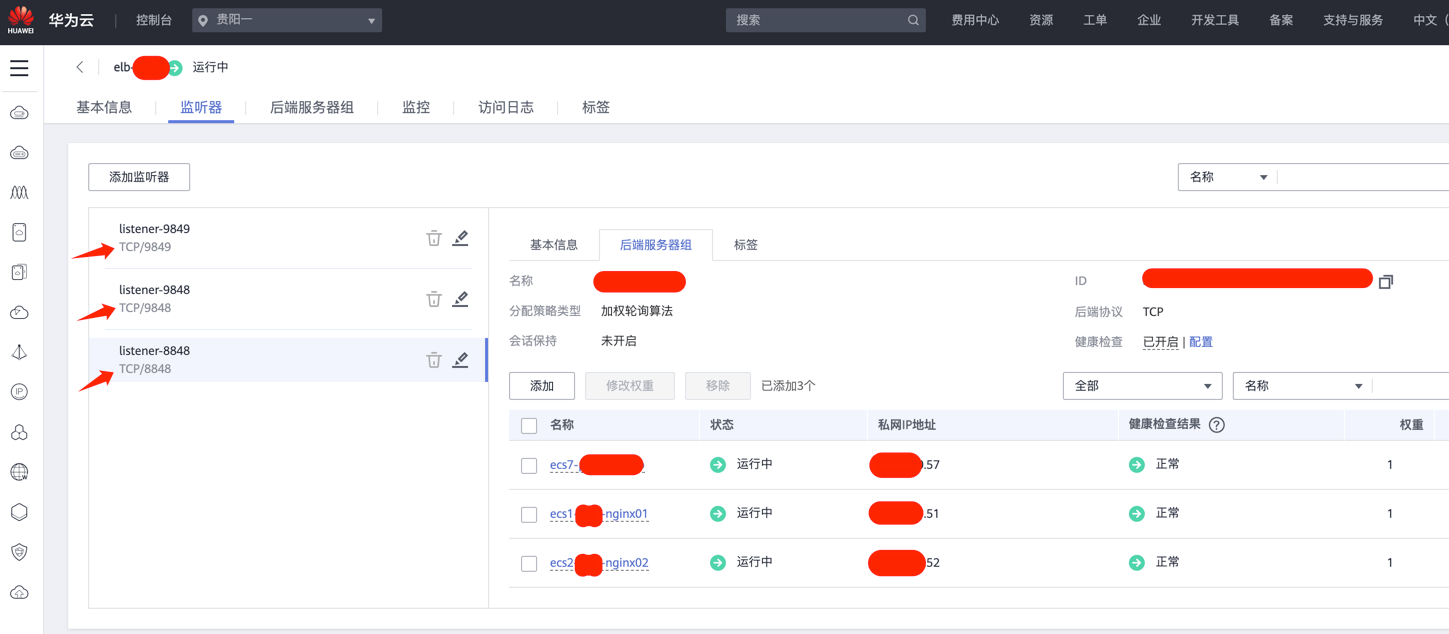 HUAWEI 华为云 控制台 贵阳一 搜索 费用中心 资源 工单 企业 开发工具 备案 支持与服务 中文（
elb- 运行中
基本信息 监听器 后端服务器组 监控 访问日志 标签
添加监听器 名称
listener-9849
TCP/9849
listener-9848
TCP/9848
listener-8848
TCP/8848
基本信息 后端服务器组 标签
名称 ID
分配策略类型 加权轮询算法 后端协议 TCP
会话保持 未开启 健康检查 已开启 | 配置
添加 修改权重 移除 已添加3个 全部 名称
名称 状态 私网IP地址 健康检查结果 ? 权重
ecs7- 运行中 .57 正常 1
ecs1 -nginx01 运行中 .51 正常 1
ecs2 -nginx02 运行中 52 正常 1
IP